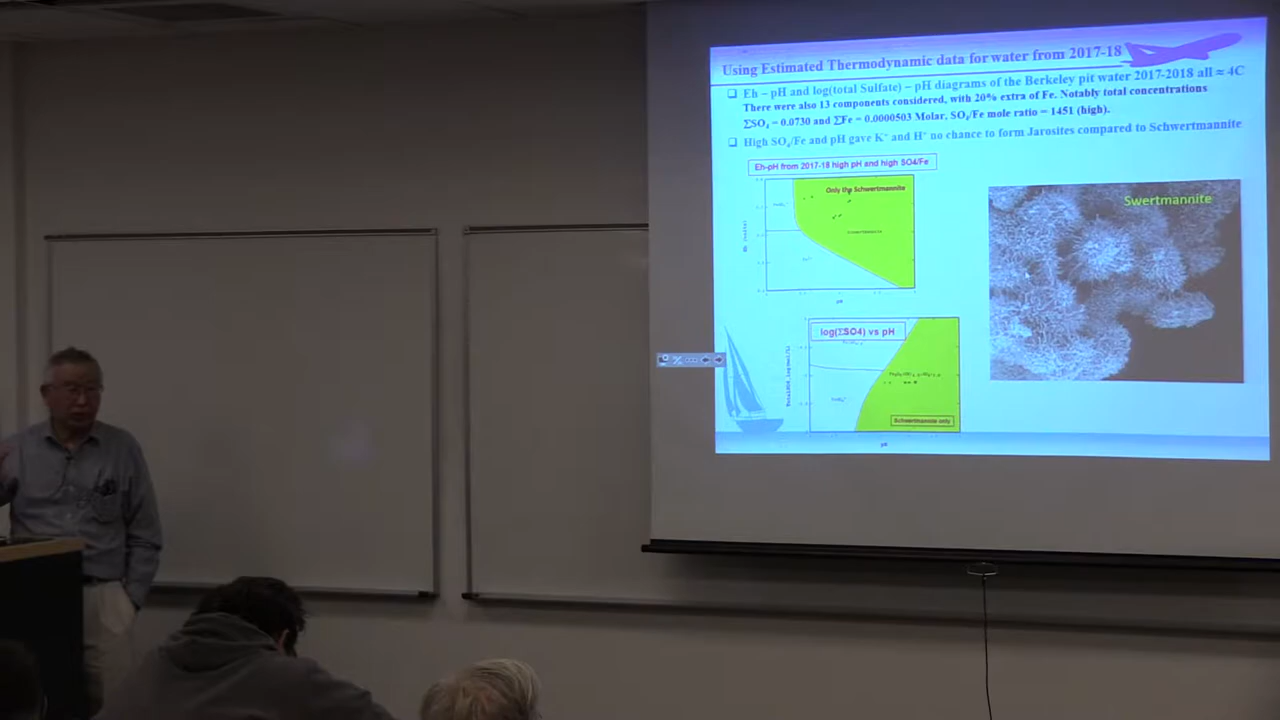 Using Estimated Thermodynamic data for water from 2017-18
Eh – pH and log(total Sulfate) – pH diagrams of the Berkeley pit water 2017-2018 all ≈ 4C
There were also 13 components considered, with 20% extra of Fe. Notably total concentrations
ΣSO₄ = 0.0730 and ΣFe = 0.0000503 Molar, SO₄/Fe mole ratio = 1451 (high).
High SO₄/Fe and pH gave K⁺ and H⁺ no chance to form Jarosites compared to Schwertmannite
Eh-pH from 2017-18 high pH and high SO4/Fe
Only the Schwertmannite
Schwertmannite
pH
Swertmannite
log(ΣSO4) vs pH
Schwertmannite only
pH